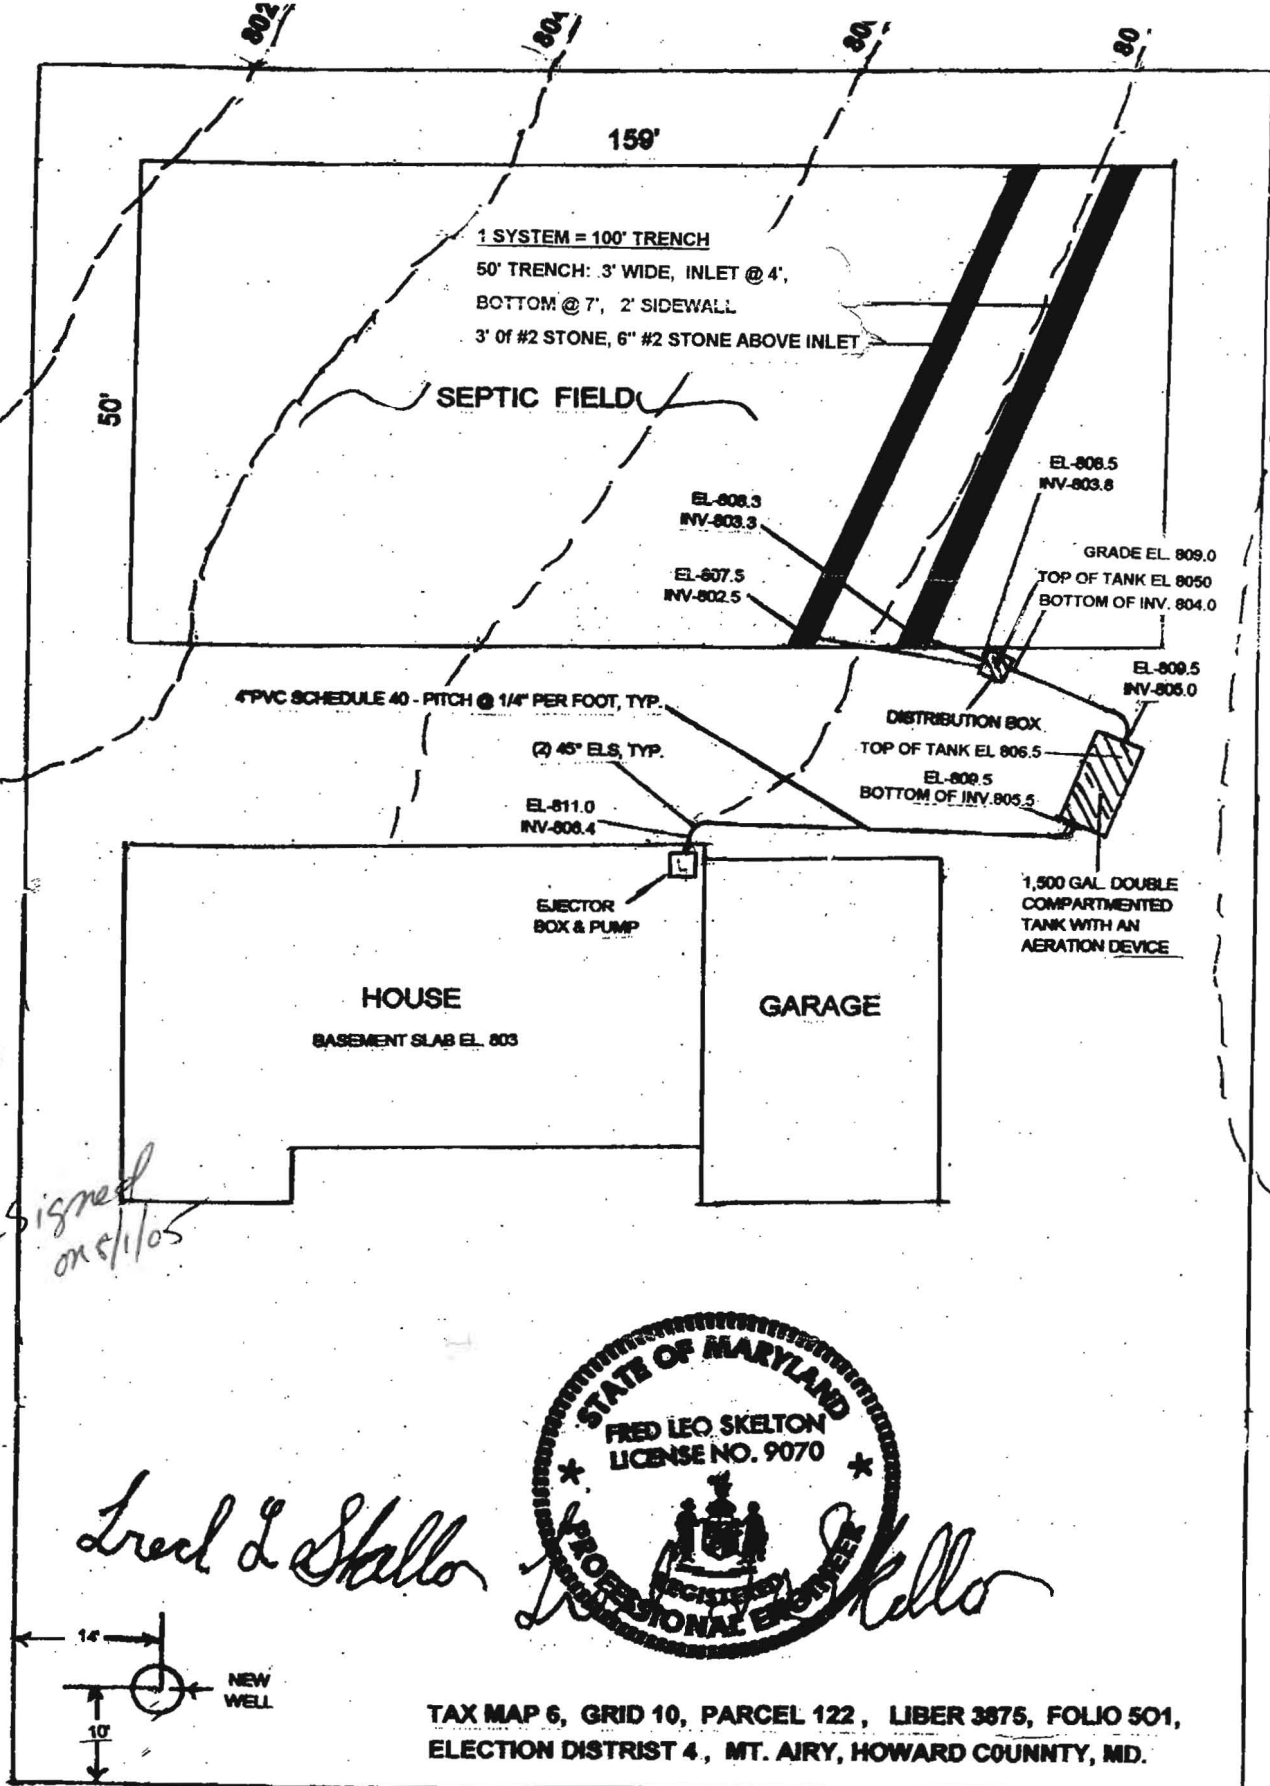 802
804
80
80
159'
1 SYSTEM = 100' TRENCH
50' TRENCH: 3' WIDE, INLET @ 4',
BOTTOM @ 7', 2' SIDEWALL
3' Of #2 STONE, 6" #2 STONE ABOVE INLET
SEPTIC FIELD
50'
EL-808.5
INV-803.8
EL-808.3
INV-803.3
GRADE EL. 809.0
TOP OF TANK EL 8050
BOTTOM OF INV. 804.0
EL-807.5
INV-802.5
EL-809.5
INV-805.0
4"PVC SCHEDULE 40 - PITCH @ 1/4" PER FOOT, TYP.
DISTRIBUTION BOX
(2) 45° ELS, TYP.
TOP OF TANK EL 806.5
EL-809.5
BOTTOM OF INV.805.5
EL-811.0
INV-806.4
EJECTOR
BOX & PUMP
1,500 GAL. DOUBLE
COMPARTMENTED
TANK WITH AN
AERATION DEVICE
HOUSE
BASEMENT SLAB EL. 803
GARAGE
signed
on 5/1/05
STATE OF MARYLAND
FRED LEO SKELTON
LICENSE NO. 9070
REGISTERED
PROFESSIONAL ENGINEER
Fred L Skelton
14'
NEW
WELL
10'
TAX MAP 6, GRID 10, PARCEL 122, LIBER 3875, FOLIO 501,
ELECTION DISTRIST 4, MT. AIRY, HOWARD COUNNTY, MD.